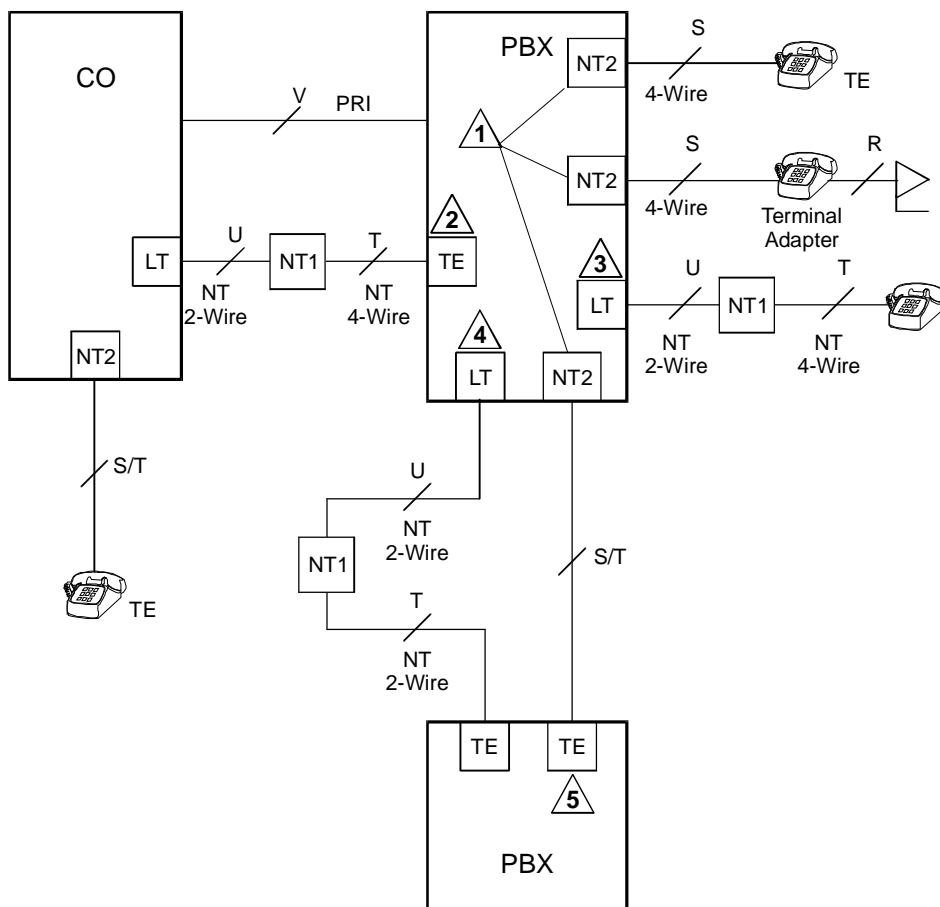 CO
PBX
NT2
S
4-Wire
TE
V
PRI
1
NT2
S
4-Wire
Terminal
Adapter
R
2
LT
U
NT
2-Wire
NT1
T
NT
4-Wire
TE
3
LT
U
NT
2-Wire
NT1
T
NT
4-Wire
NT2
4
LT
NT2
S/T
TE
U
NT
2-Wire
NT1
T
NT
2-Wire
S/T
TE
TE
5
PBX